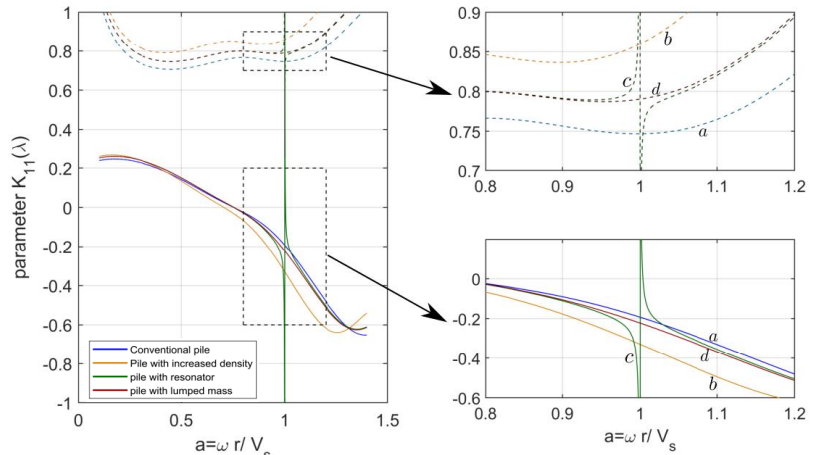 parameter K11(λ)
1
0.8
0.6
0.4
0.2
0
-0.2
-0.4
-0.6
-0.8
-1
0
0.5
1
1.5
a=ω r/ Vs
Conventional pile
Pile with increased density
pile with resonator
pile with lumped mass
0.9
0.85
0.8
0.75
0.7
b
c
d
a
0.8
0.9
1
1.1
1.2
0
-0.2
-0.4
-0.6
a
d
c
b
0.8
0.9
1
1.1
1.2
a=ω r/ Vs